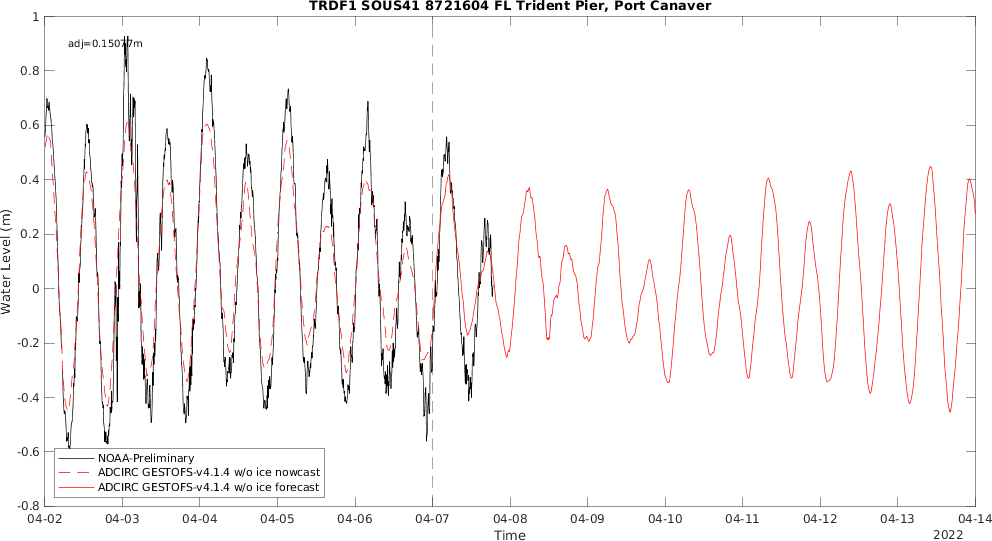 TRDF1 SOUS41 8721604 FL Trident Pier, Port Canaver
adj=0.15077m
Water Level (m)
1
0.8
0.6
0.4
0.2
0
-0.2
-0.4
-0.6
-0.8
NOAA-Preliminary
ADCIRC GESTOFS-v4.1.4 w/o ice nowcast
ADCIRC GESTOFS-v4.1.4 w/o ice forecast
04-02 04-03 04-04 04-05 04-06 04-07 04-08 04-09 04-10 04-11 04-12 04-13 04-14
Time
2022